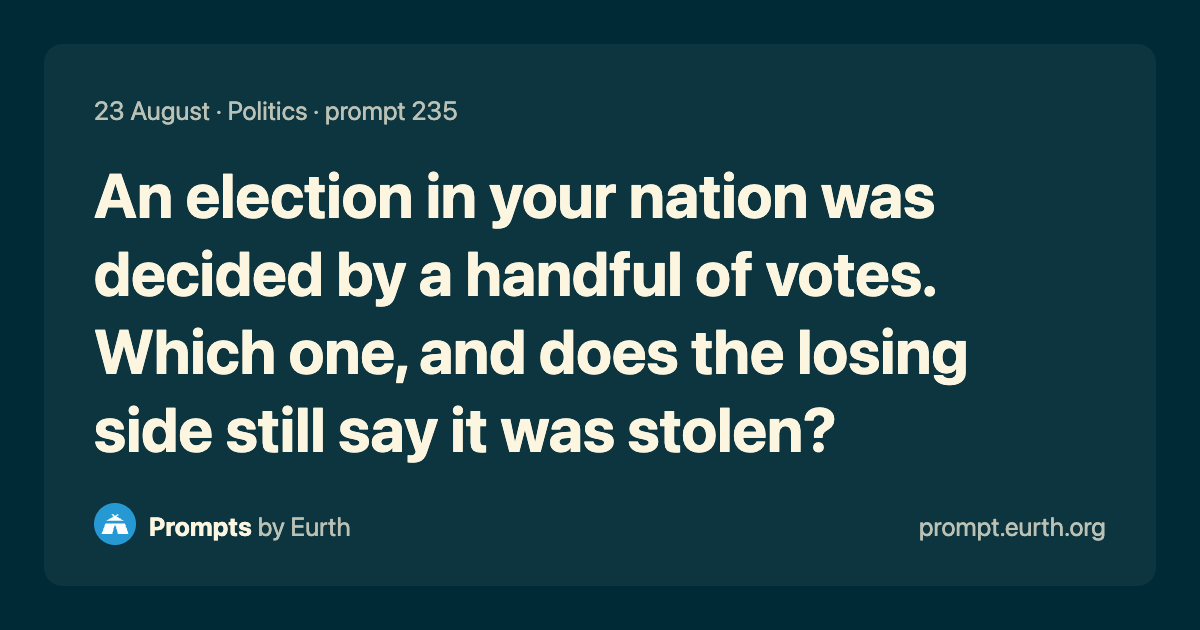 23 August · Politics · prompt 235
An election in your nation was
decided by a handful of votes.
Which one, and does the losing
side still say it was stolen?
Prompts by Eurth
prompt.eurth.org